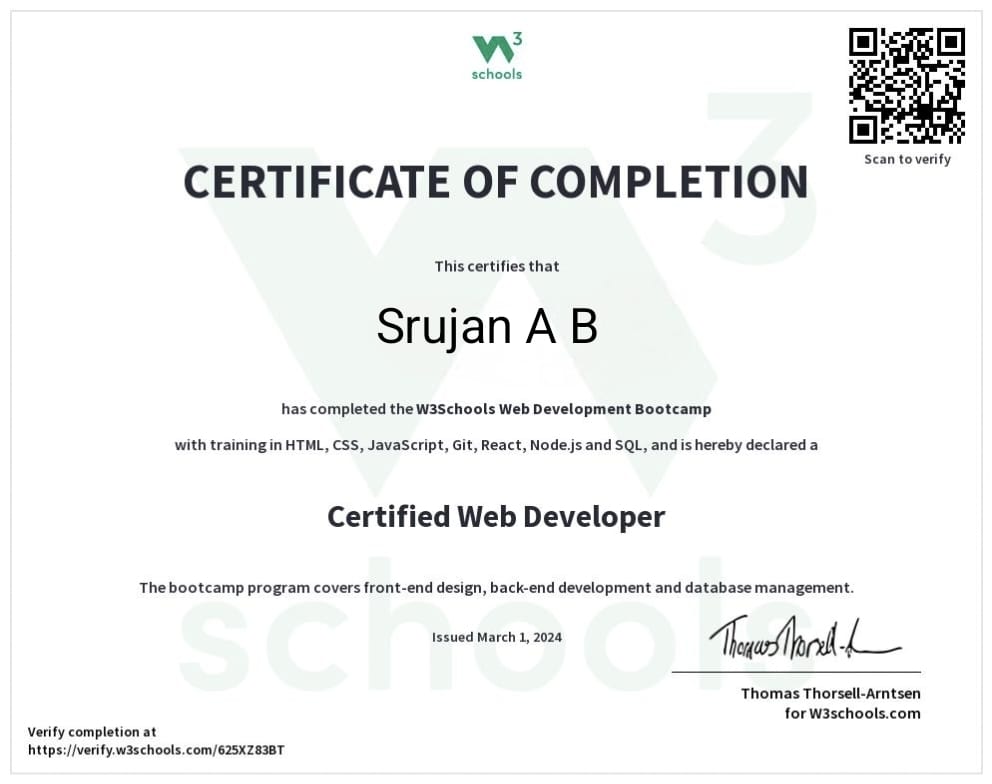 W3
schools
Scan to verify
CERTIFICATE OF COMPLETION
This certifies that
Srujan A B
has completed the W3Schools Web Development Bootcamp
with training in HTML, CSS, JavaScript, Git, React, Node.js and SQL, and is hereby declared a
Certified Web Developer
The bootcamp program covers front-end design, back-end development and database management.
Issued March 1, 2024
Thomas Thorsell-Arntsen
for W3schools.com
Verify completion at
https://verify.w3schools.com/625XZ83BT